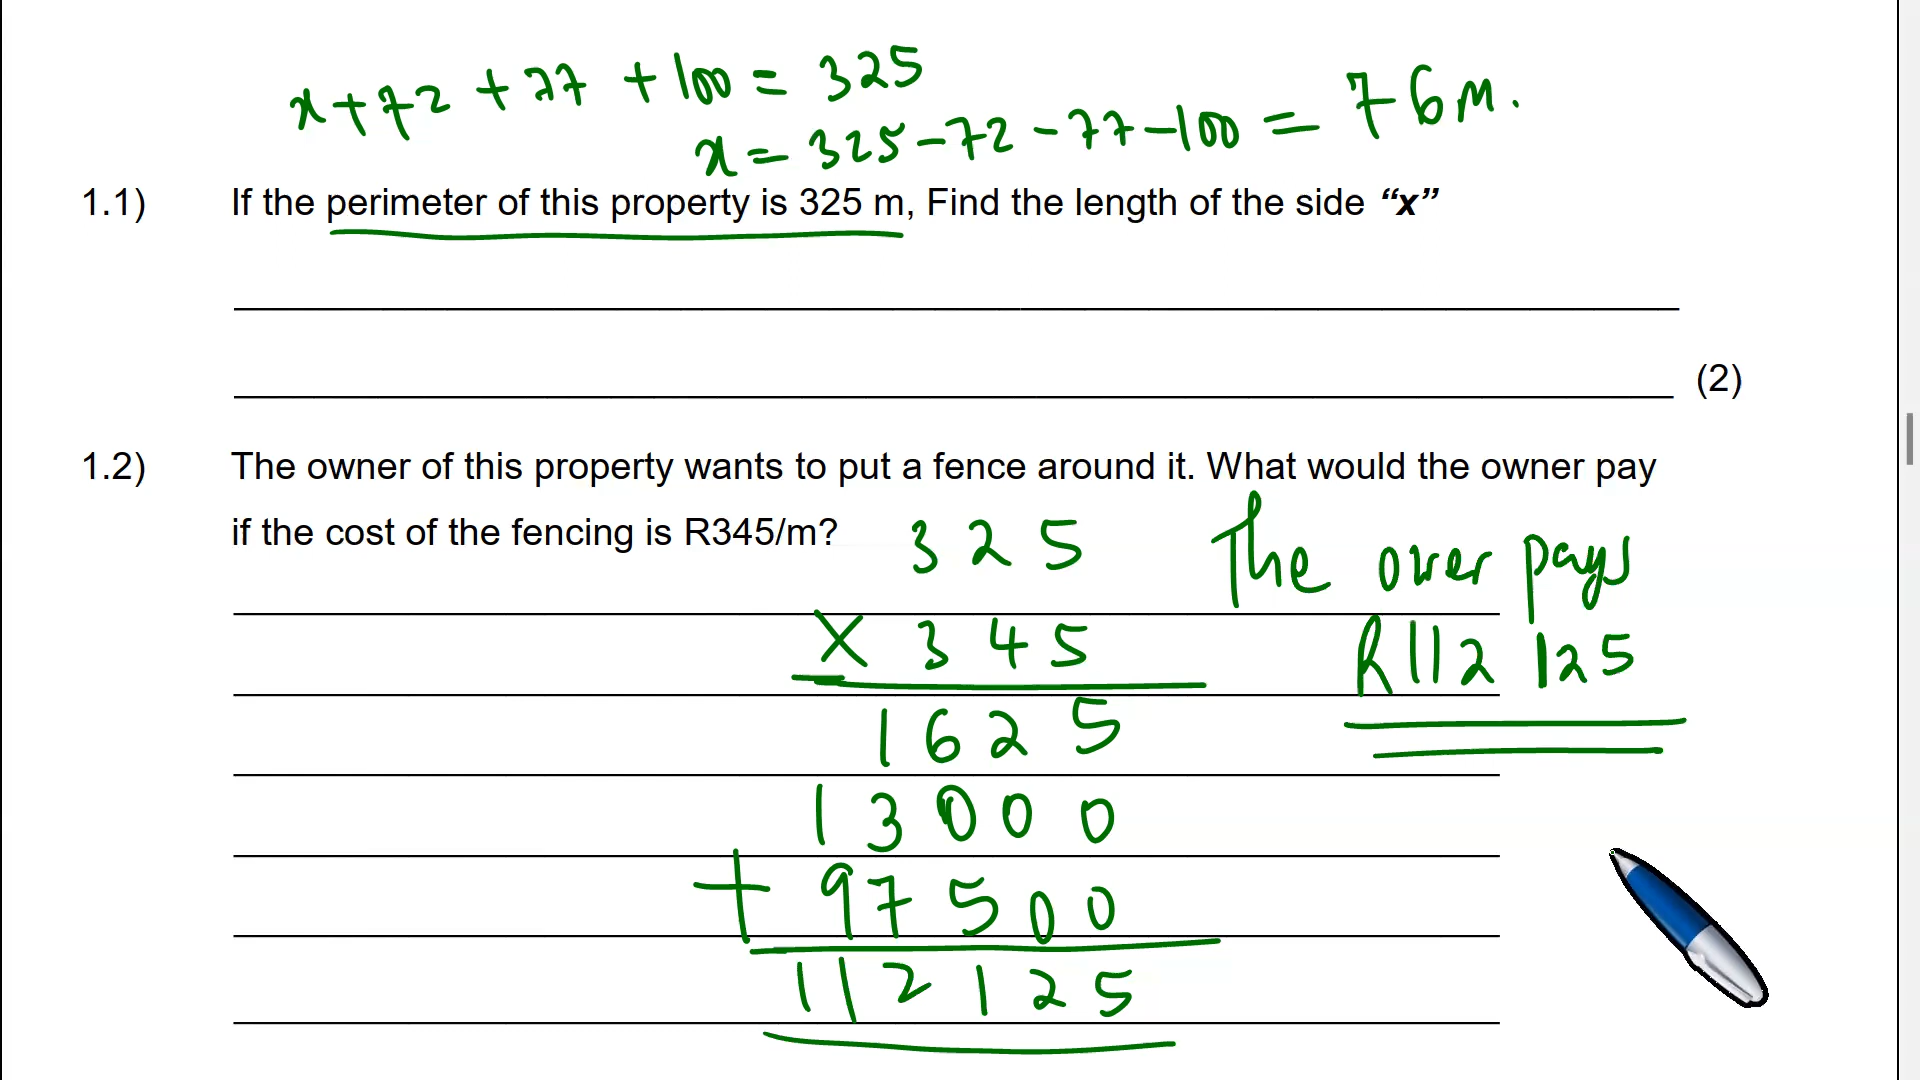 x+72+77+100=325
x=325-72-77-100=76m.
1.1) If the perimeter of this property is 325 m, Find the length of the side “x”
(2)
1.2) The owner of this property wants to put a fence around it. What would the owner pay
if the cost of the fencing is R345/m?
325
The over pays
X 345
R112 125
1625
13000
+ 97500
112125